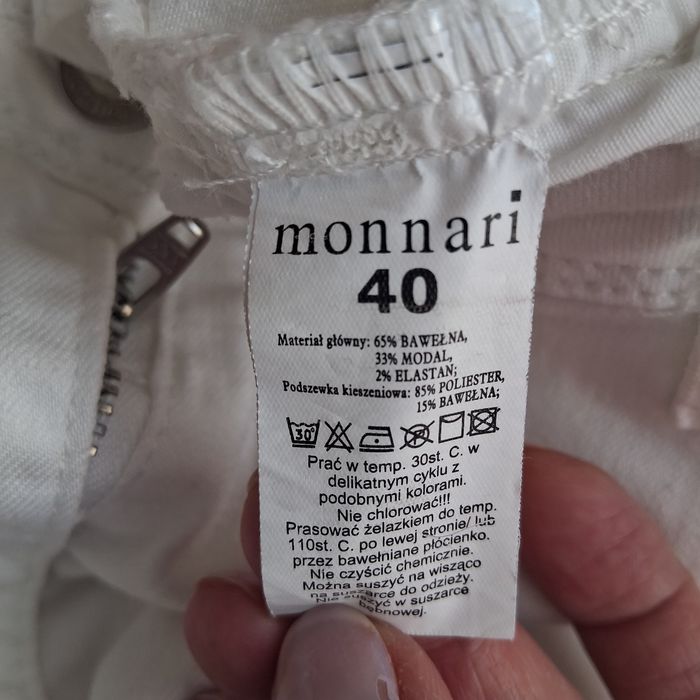 monnari
40
Materiał główny: 65% BAWEŁNA,
33% MODAL,
2% ELASTAN;
Podszewka kieszeniowa: 85% POLIESTER,
15% BAWEŁNA;
30°
Prać w temp. 30st. C. w
delikatnym cyklu z
podobnymi kolorami.
Nie chlorować!!!
Prasować żelazkiem do temp.
110st. C. po lewej stronie/ lub
przez bawełniane płócienko.
Nie czyścić chemicznie.
Można suszyć na wisząco
na suszarce do odzieży.
Nie suszyć w suszarce
bębnowej.